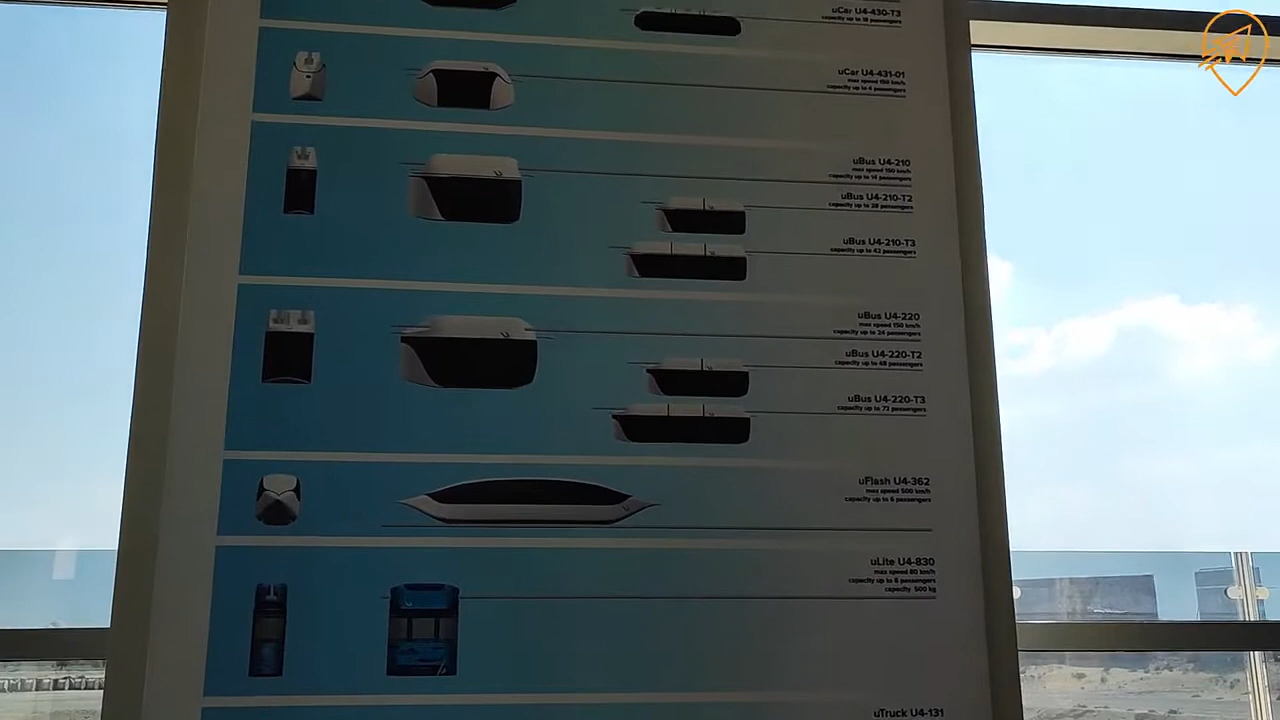 uCar U4-430-T3
capacity up to 18 passengers
uCar U4-431-01
max speed 150 km/h
capacity up to 4 passengers
uBus U4-210
max speed 150 km/h
capacity up to 14 passengers
uBus U4-210-T2
capacity up to 28 passengers
uBus U4-210-T3
capacity up to 42 passengers
uBus U4-220
max speed 150 km/h
capacity up to 24 passengers
uBus U4-220-T2
capacity up to 48 passengers
uBus U4-220-T3
capacity up to 72 passengers
uFlash U4-362
max speed 500 km/h
capacity up to 6 passengers
uLite U4-830
max speed 80 km/h
capacity up to 6 passengers
capacity 500 kg
uTruck U4-131